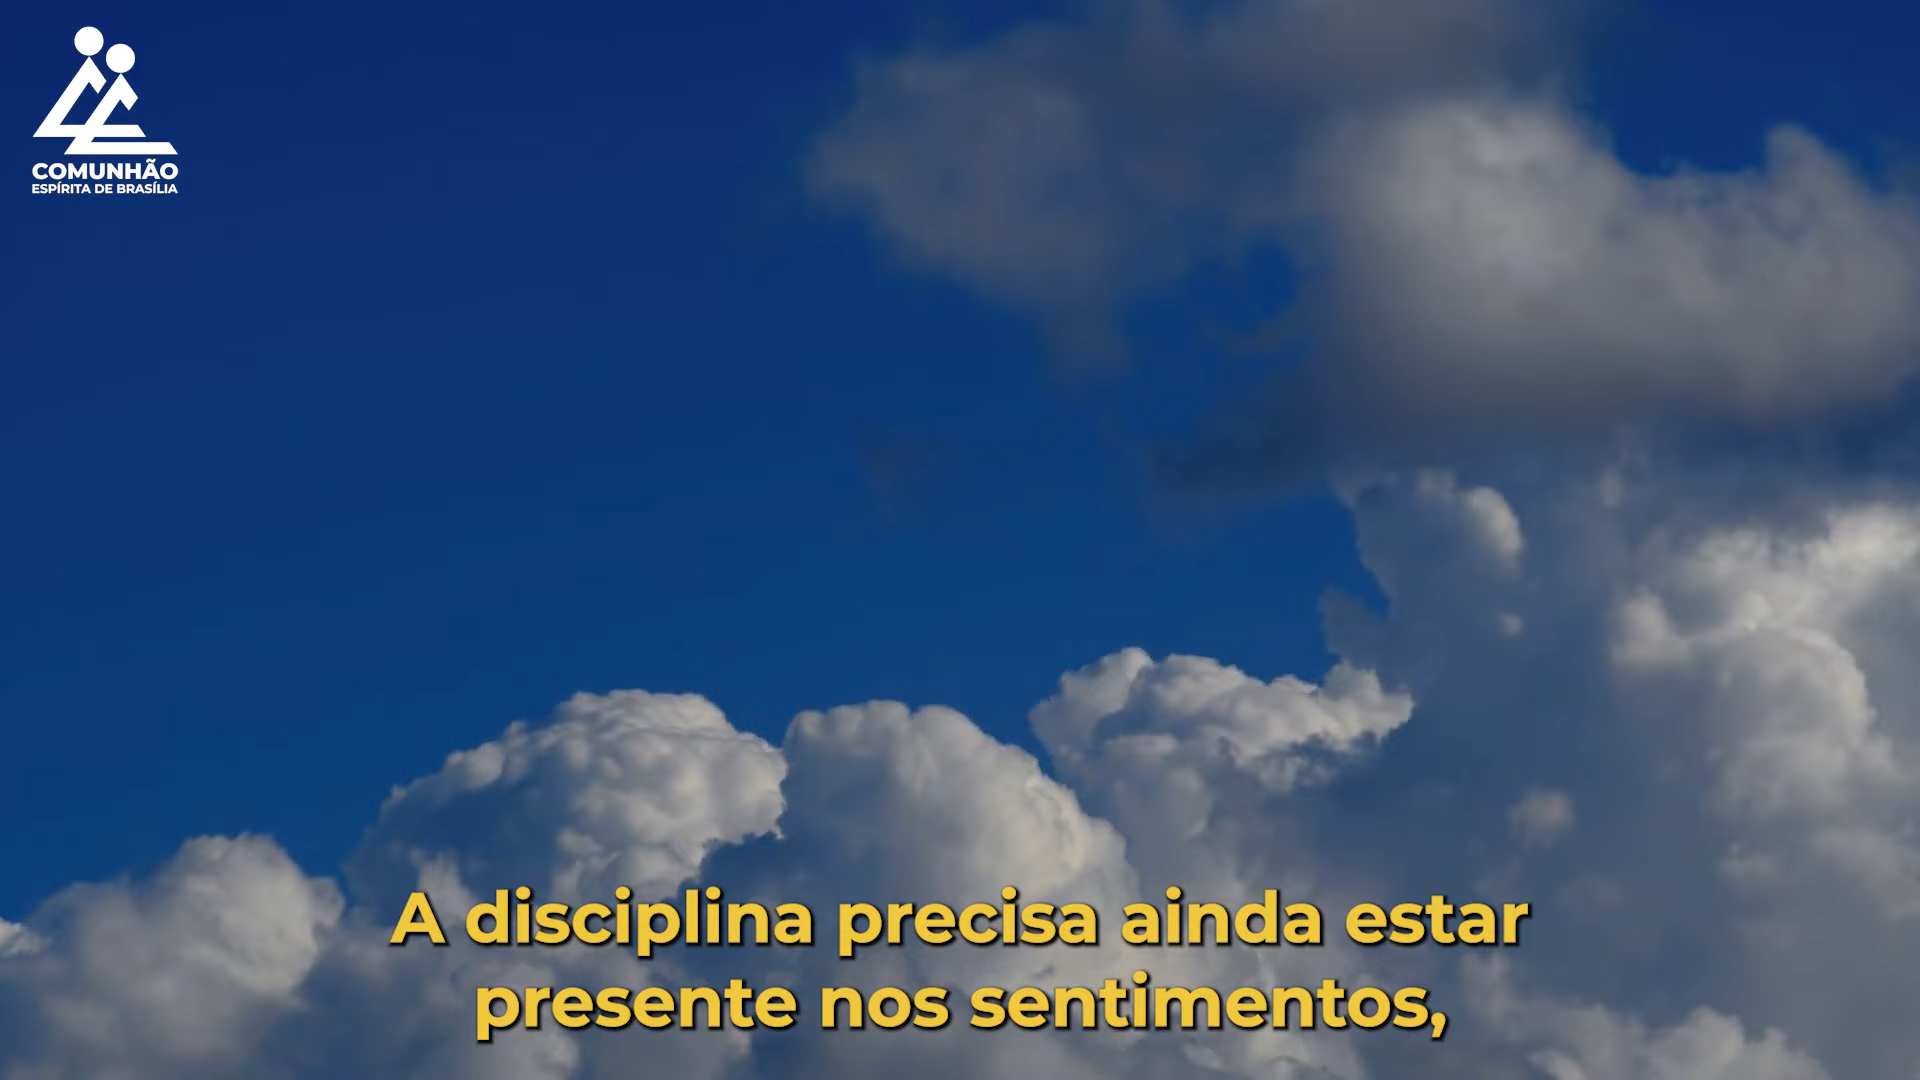 COMUNHÃO
ESPÍRITA DE BRASÍLIA
A disciplina precisa ainda estar
presente nos sentimentos,